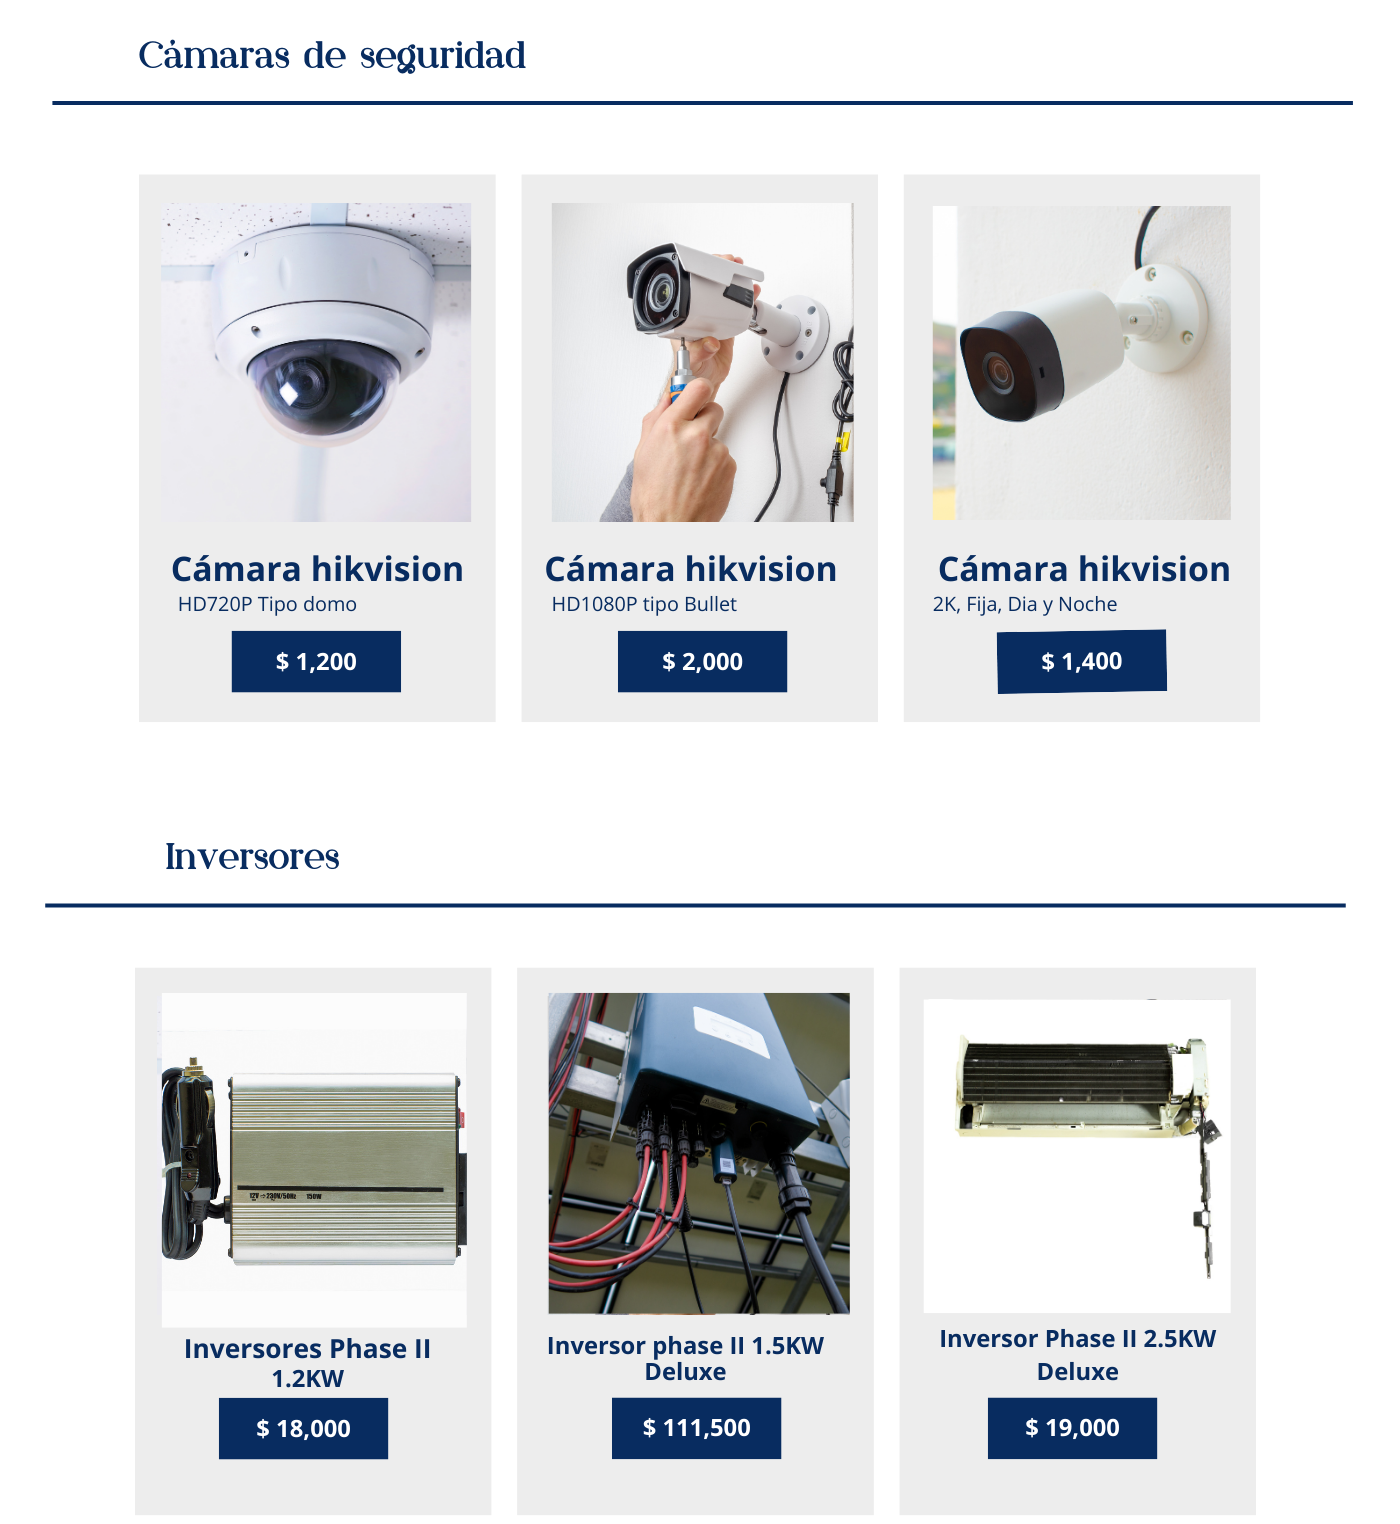 Cámaras de seguridad
Cámara hikvision
HD720P Tipo domo
$ 1,200
Cámara hikvision
HD1080P tipo Bullet
$ 2,000
Cámara hikvision
2K, Fija, Dia y Noche
$ 1,400
Inversores
12V ⇨ 230V/50Hz 150W
Inversores Phase II
1.2KW
$ 18,000
Inversor phase II 1.5KW
Deluxe
$ 111,500
Inversor Phase II 2.5KW
Deluxe
$ 19,000